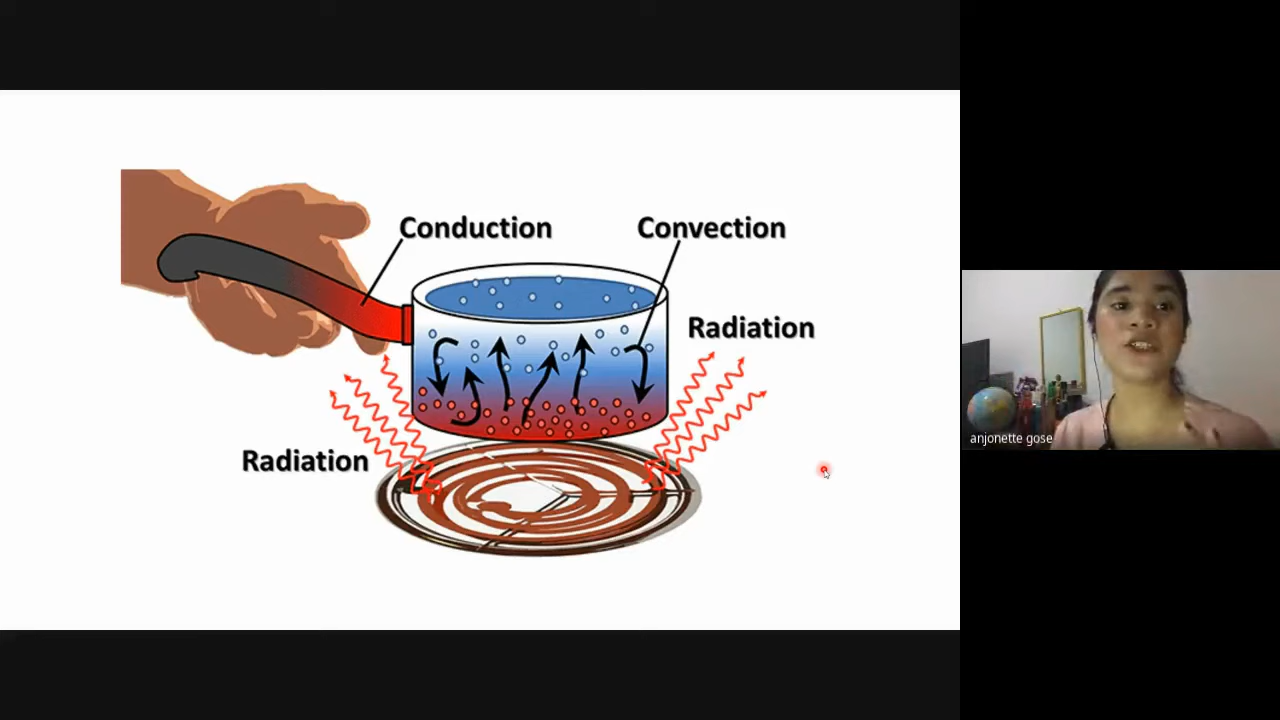 Conduction
Convection
Radiation
Radiation
anjonette gose